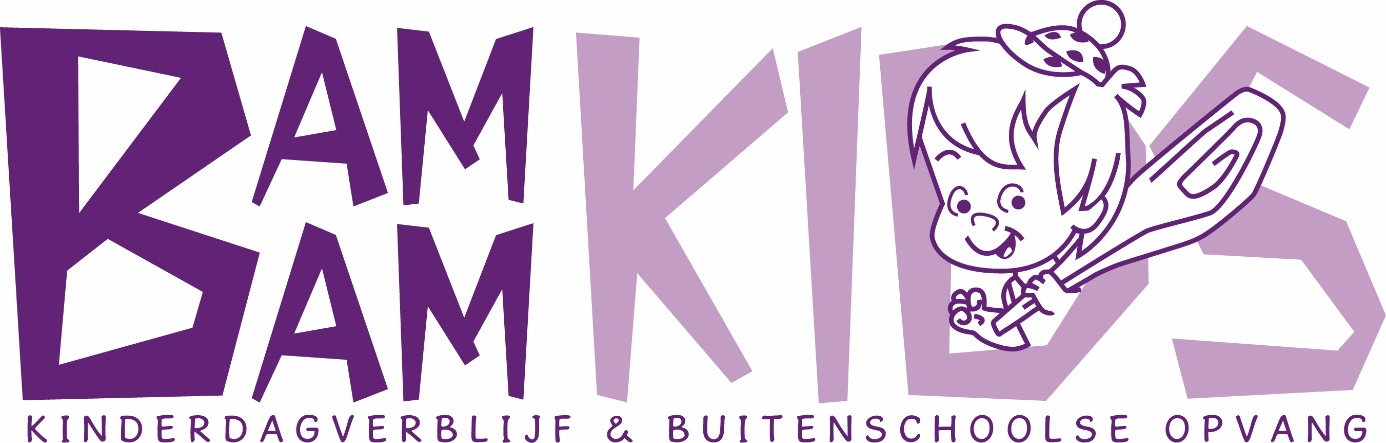 BAM BAM KIDS
KINDERDAGVERBLIJF & BUITENSCHOOLSE OPVANG